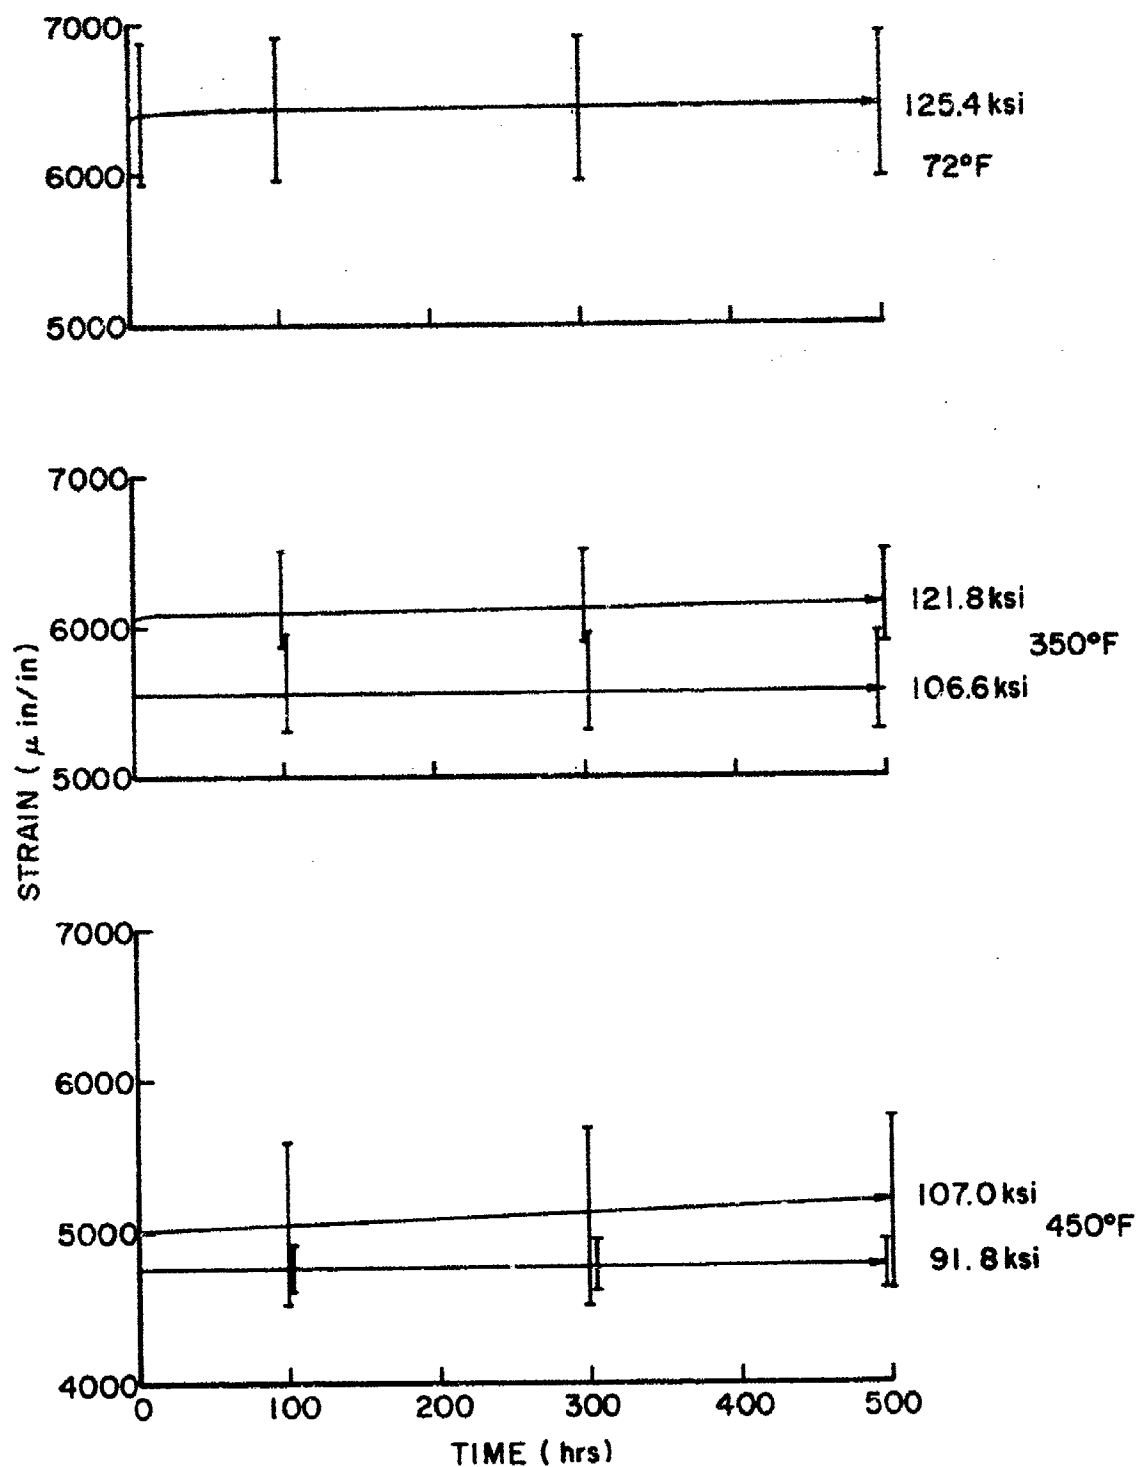 7000
125.4 ksi
6000
72°F
5000
7000
121.8 ksi
6000
350°F
106.6 ksi
5000
STRAIN ( μ in/in)
7000
6000
107.0 ksi
5000
450°F
91.8 ksi
4000
0 100 200 300 400 500
TIME ( hrs)